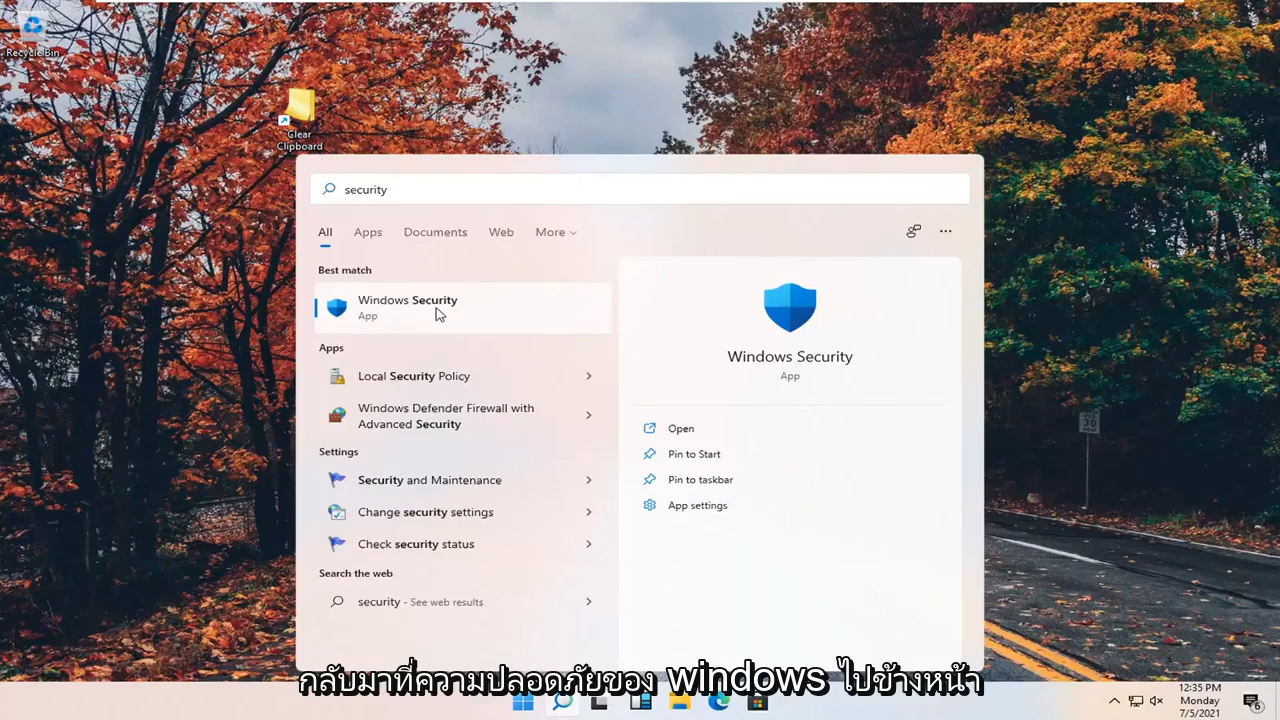 Recycle Bin
Clear
Clipboard
security
All
Apps
Documents
Web
More
Best match
Windows Security
App
Apps
Local Security Policy
Windows Defender Firewall with
Advanced Security
Settings
Security and Maintenance
Change security settings
Check security status
Search the web
security - See web results
Windows Security
App
Open
Pin to Start
Pin to taskbar
App settings
30
กลับมาที่ความปลอดภัยของ windows ไปข้างหน้า
12:35 PM
Monday
7/5/2021
6